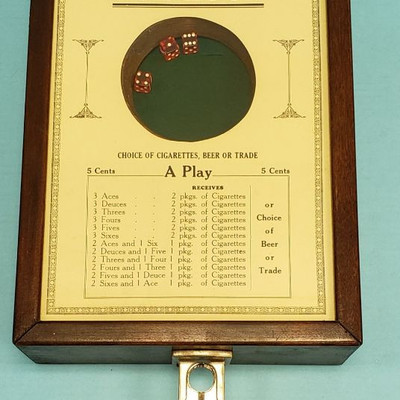 CHOICE OF CIGARETTES, BEER OR TRADE
5 Cents A Play 5 Cents
RECEIVES
3 Aces . . 2 pkgs. of Cigarettes
3 Deuces . . 2 pkgs. of Cigarettes
3 Threes . . 2 pkgs. of Cigarettes
3 Fours . . 2 pkgs. of Cigarettes
3 Fives . . 2 pkgs. of Cigarettes
3 Sixes . . 2 pkgs. of Cigarettes
2 Aces and 1 Six 1 pkg. of Cigarettes
2 Deuces and 1 Five 1 pkg. of Cigarettes
2 Threes and 1 Four 1 pkg. of Cigarettes
2 Fours and 1 Three 1 pkg. of Cigarettes
2 Fives and 1 Deuce 1 pkg. of Cigarettes
2 Sixes and 1 Ace 1 pkg. of Cigarettes
or
Choice
of
Beer
or
Trade